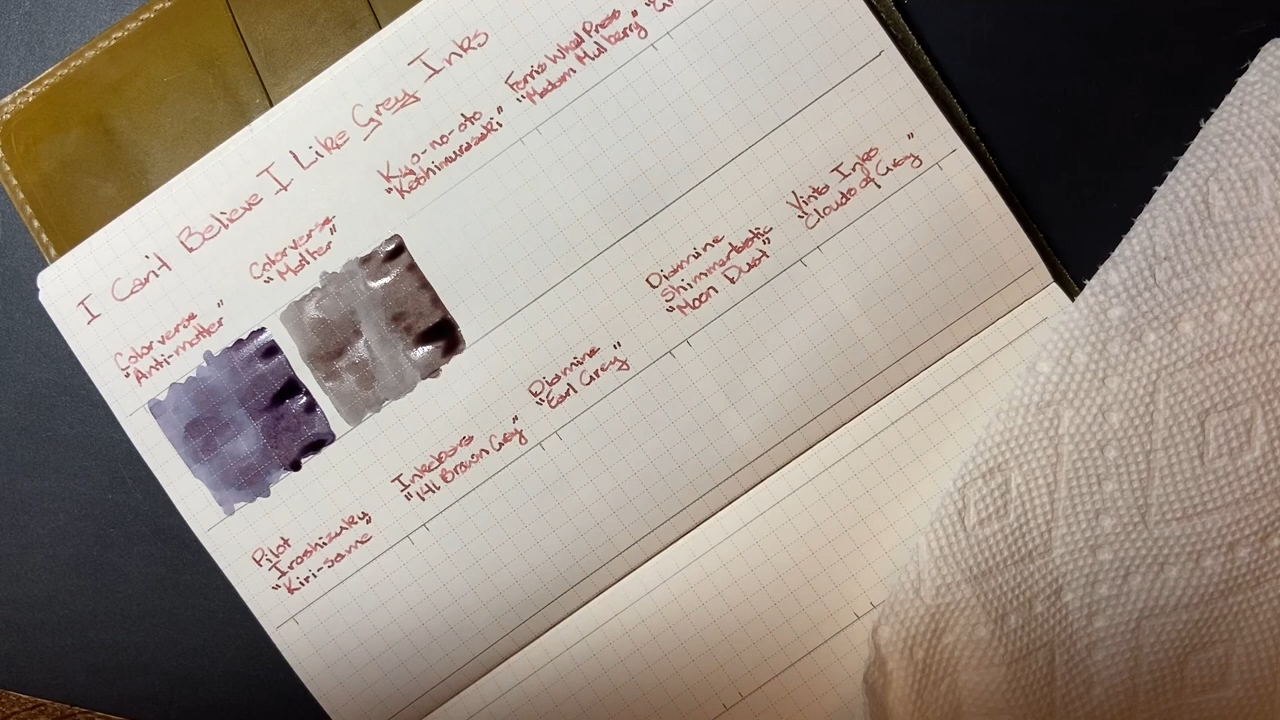 I Can't Believe I Like Grey Inks
Colorverse
"Anti-matter"
Colorverse
"Matter"
Kyo-no-oto
"Keshimurasaki"
Ferris Wheel Press
"Madam Mulberry"
Pilot
Iroshizuku
"Kiri-same"
Inkebara
"141 Brown Grey"
Diamine
"Earl Grey"
Diamine
Shimmertastic
"Moon Dust"
Vinta Inks
"Clouds of Grey"